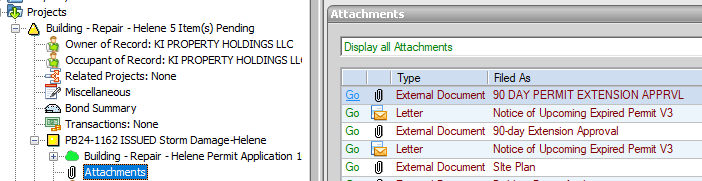 Projects
Building - Repair - Helene 5 Item(s) Pending
Owner of Record: KI PROPERTY HOLDINGS LLC
Occupant of Record: KI PROPERTY HOLDINGS LL
Related Projects: None
Miscellaneous
Bond Summary
Transactions: None
PB24-1162 ISSUED Storm Damage-Helene
Building - Repair - Helene Permit Application 1
Attachments
Attachments
Display all Attachments
Type Filed As
Go External Document 90 DAY PERMIT EXTENSION APPRVL
Go Letter Notice of Upcoming Expired Permit V3
Go External Document 90-day Extension Approval
Go Letter Notice of Upcoming Expired Permit V3
Go External Document SIte Plan